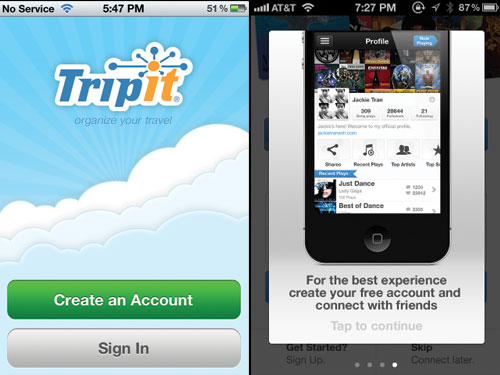 No Service 5:47 PM 51 %
Tripit®
organize your travel
Create an Account
Sign In
AT&T 7:27 PM 87%
Profile
Now
Playing
Jackie Tran
309
Song plays
28644
Followers
21
Following
Jackie's here! Welcome to my official profile.
jackietranath.com
Shares
Recent Plays
Top Artists
Top So
Recent Plays
Just Dance
1200
Lady Gaga
Best of Dance
For the best experience
create your free account and
connect with friends
Tap to continue
Get Started?
Sign Up.
Skip
Connect later.